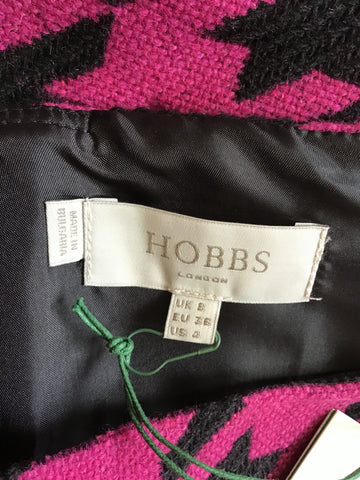 HOBBS
LONDON
UK 8
EU 36
US 4
MADE IN
BULGARIA